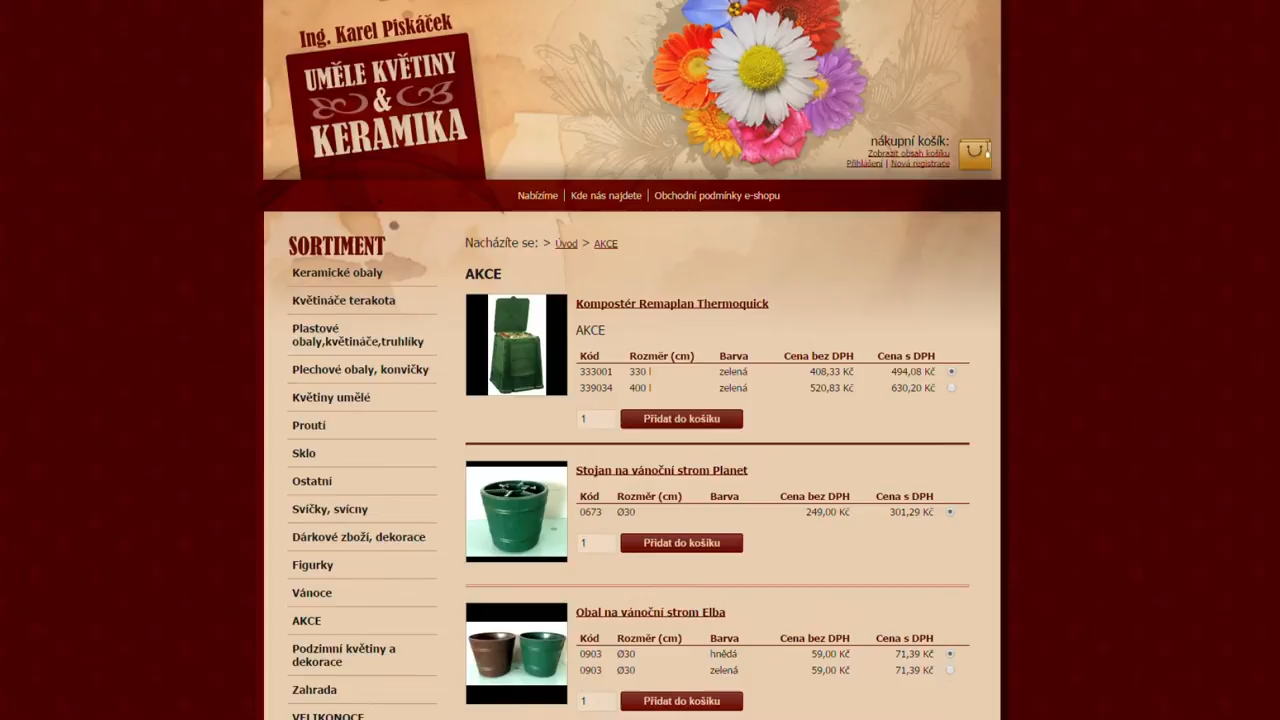 Ing. Karel Piskáček
UMĚLE KVĚTINY
&
KERAMIKA
nákupní košík:
Zobrazit obsah košíku
Přihlášení | Nová registrace
Nabízíme | Kde nás najdete | Obchodní podmínky e-shopu
SORTIMENT
Keramické obaly
Květináče terakota
Plastové
obaly,květináče,truhlíky
Plechové obaly, konvičky
Květiny umělé
Proutí
Sklo
Ostatní
Svíčky, svícny
Dárkové zboží, dekorace
Figurky
Vánoce
AKCE
Podzimní květiny a
dekorace
Zahrada
VELIKONOCE
Nacházíte se: > Úvod > AKCE
AKCE
Kompostér Remaplan Thermoquick
AKCE
Kód Rozměr (cm) Barva Cena bez DPH Cena s DPH
333001 330 l zelená 408,33 Kč 494,08 Kč
339034 400 l zelená 520,83 Kč 630,20 Kč
1 Přidat do košíku
Stojan na vánoční strom Planet
Kód Rozměr (cm) Barva Cena bez DPH Cena s DPH
0673 Ø30 249,00 Kč 301,29 Kč
1 Přidat do košíku
Obal na vánoční strom Elba
Kód Rozměr (cm) Barva Cena bez DPH Cena s DPH
0903 Ø30 hnědá 59,00 Kč 71,39 Kč
0903 Ø30 zelená 59,00 Kč 71,39 Kč
1 Přidat do košíku